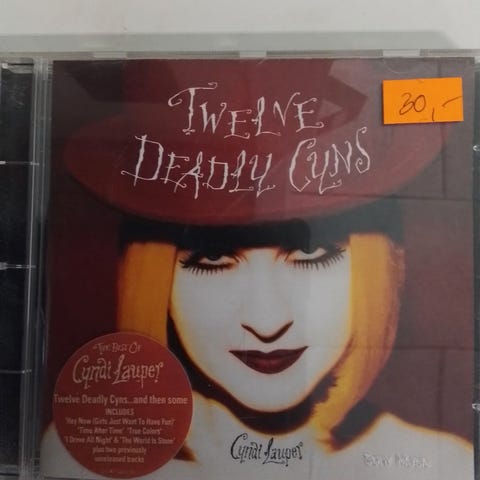 TWELVE
DEADLY CYNS
30,-
THE BEST OF
Cyndi Lauper
Twelve Deadly Cyns...and then some
INCLUDES
'Hey Now (Girls Just Want To Have Fun)'
'Time After Time' 'True Colors'
'I Drove All Night' & 'The World Is Stone'
plus two previously
unreleased tracks
Cyndi Lauper